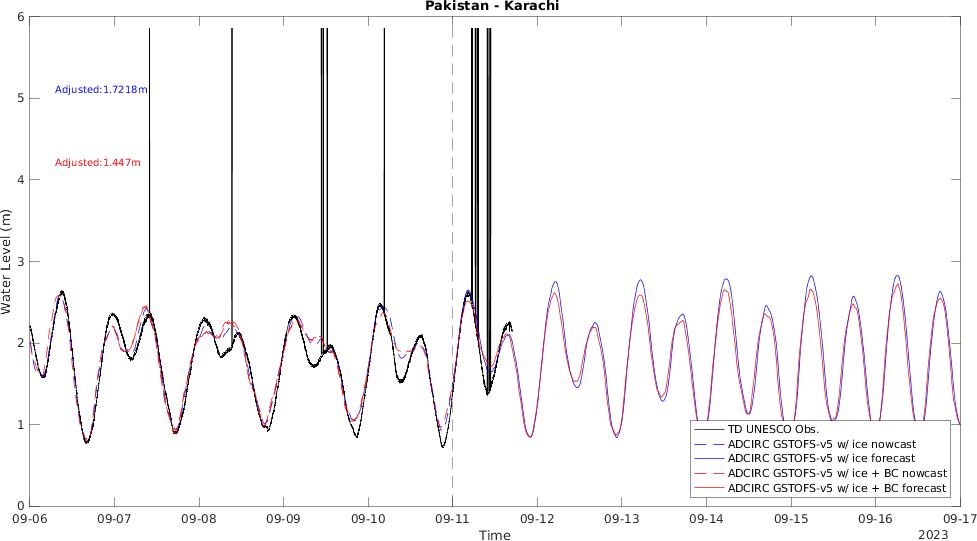 Pakistan - Karachi
6
5
4
3
2
1
0
Water Level (m)
Adjusted:1.7218m
Adjusted:1.447m
TD UNESCO Obs.
ADCIRC GSTOFS-v5 w/ ice nowcast
ADCIRC GSTOFS-v5 w/ ice forecast
ADCIRC GSTOFS-v5 w/ ice + BC nowcast
ADCIRC GSTOFS-v5 w/ ice + BC forecast
09-06 09-07 09-08 09-09 09-10 09-11 09-12 09-13 09-14 09-15 09-16 09-17
Time
2023